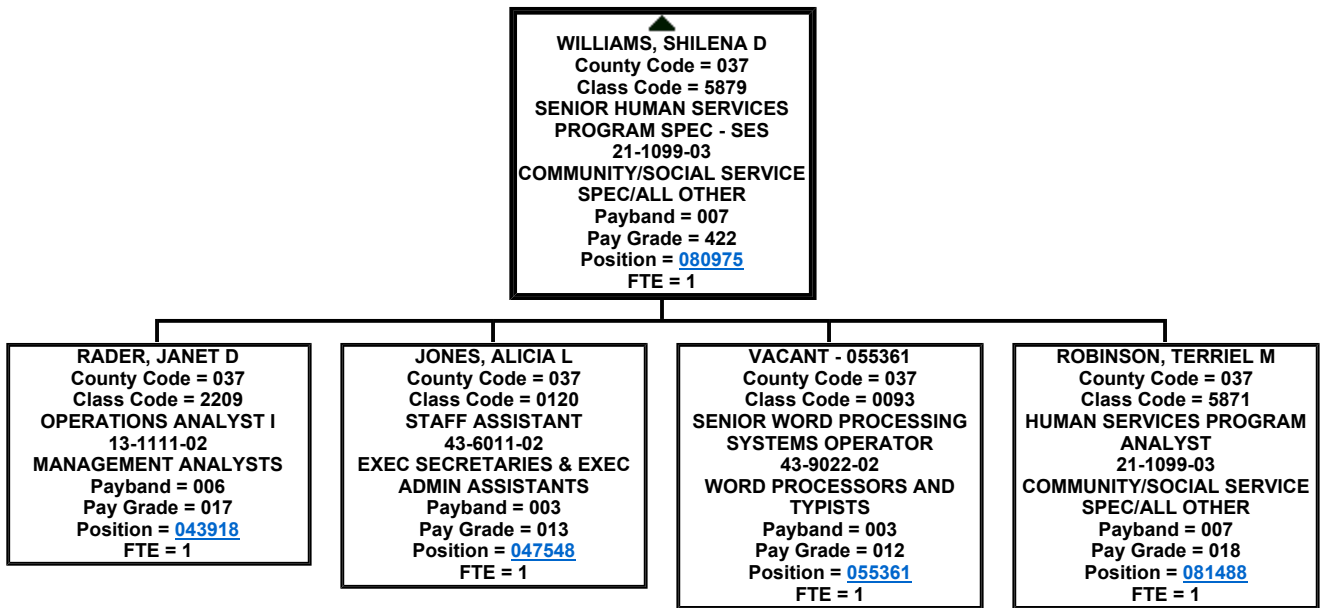 WILLIAMS, SHILENA D
County Code = 037
Class Code = 5879
SENIOR HUMAN SERVICES
PROGRAM SPEC - SES
21-1099-03
COMMUNITY/SOCIAL SERVICE
SPEC/ALL OTHER
Payband = 007
Pay Grade = 422
Position = 080975
FTE = 1
RADER, JANET D
County Code = 037
Class Code = 2209
OPERATIONS ANALYST I
13-1111-02
MANAGEMENT ANALYSTS
Payband = 006
Pay Grade = 017
Position = 043918
FTE = 1
JONES, ALICIA L
County Code = 037
Class Code = 0120
STAFF ASSISTANT
43-6011-02
EXEC SECRETARIES & EXEC
ADMIN ASSISTANTS
Payband = 003
Pay Grade = 013
Position = 047548
FTE = 1
VACANT - 055361
County Code = 037
Class Code = 0093
SENIOR WORD PROCESSING
SYSTEMS OPERATOR
43-9022-02
WORD PROCESSORS AND
TYPISTS
Payband = 003
Pay Grade = 012
Position = 055361
FTE = 1
ROBINSON, TERRIEL M
County Code = 037
Class Code = 5871
HUMAN SERVICES PROGRAM
ANALYST
21-1099-03
COMMUNITY/SOCIAL SERVICE
SPEC/ALL OTHER
Payband = 007
Pay Grade = 018
Position = 081488
FTE = 1